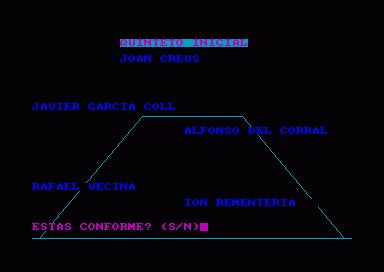 QUINTETO INICIAL
JOAN CREUS
JAVIER GARCIA COLL
ALFONSO DEL CORRAL
RAFAEL VECINA
ION REMENTERIA
ESTAS CONFORME? (S/N)